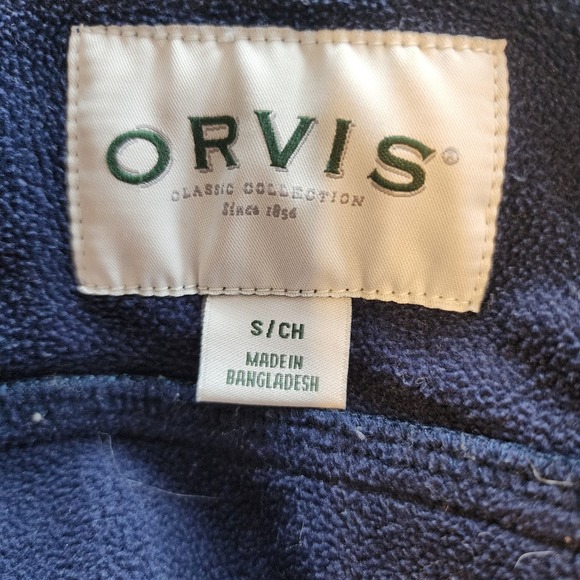 ORVIS®
CLASSIC COLLECTION
Since 1856
S/CH
MADE IN
BANGLADESH